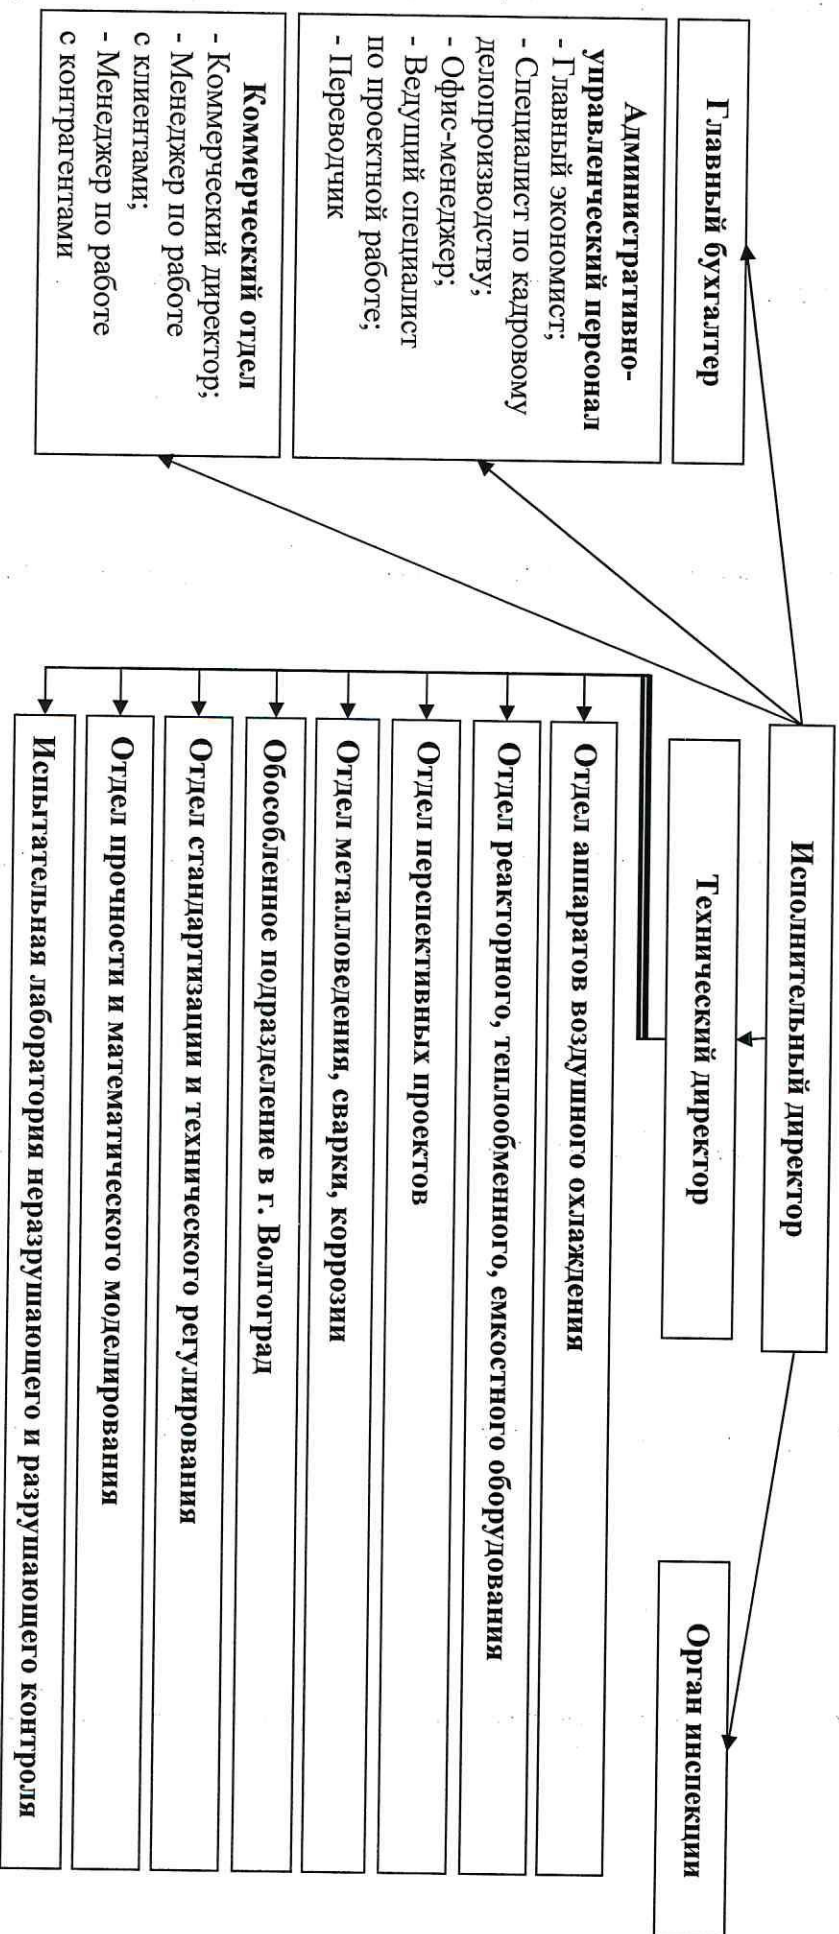 Исполнительный директор
Главный бухгалтер
Административно-
управленческий персонал
- Главный экономист;
- Специалист по кадровому
делопроизводству;
- Офис-менеджер;
- Ведущий специалист
по проектной работе;
- Переводчик
Коммерческий отдел
- Коммерческий директор;
- Менеджер по работе
с клиентами;
- Менеджер по работе
с контрагентами
Технический директор
Отдел аппаратов воздушного охлаждения
Отдел реакторного, теплообменного, емкостного оборудования
Отдел перспективных проектов
Отдел металловедения, сварки, коррозии
Обособленное подразделение в г. Волгоград
Отдел стандартизации и технического регулирования
Отдел прочности и математического моделирования
Испытательная лаборатория неразрушающего и разрушающего контроля
Орган инспекции